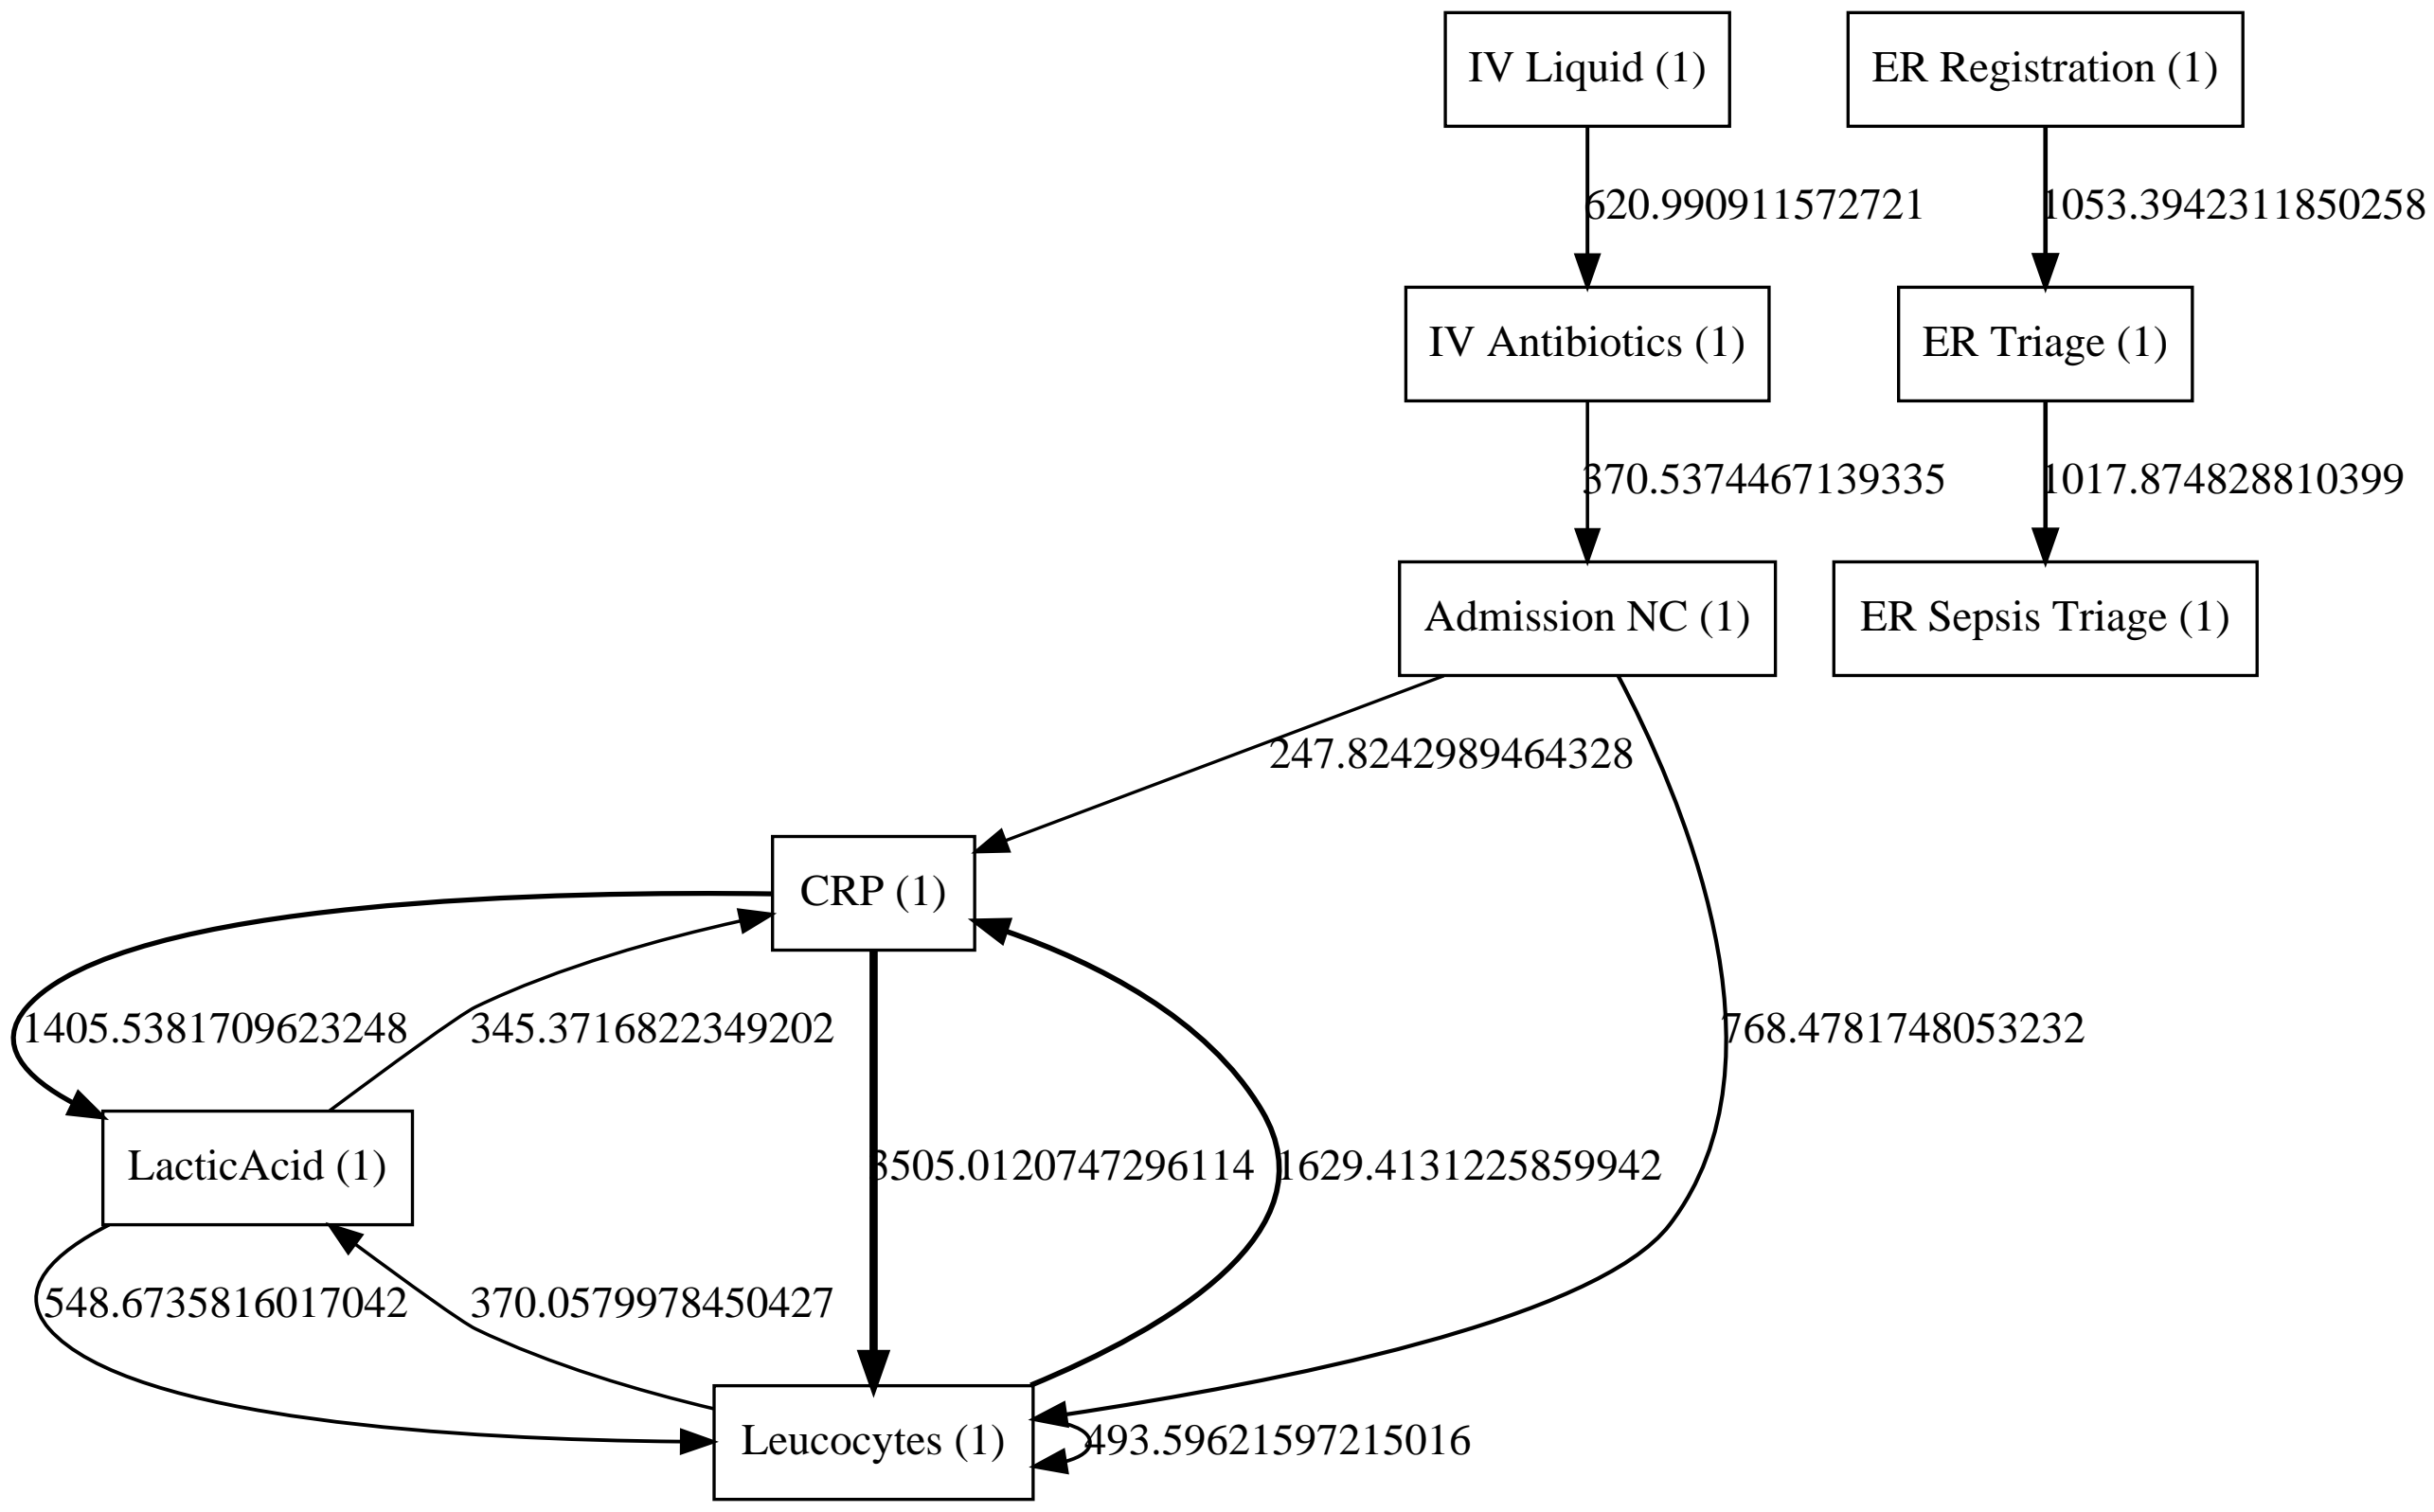 IV Liquid (1)
ER Registration (1)
620.990911572721
1053.3942311850258
IV Antibiotics (1)
ER Triage (1)
370.5374467139335
1017.874828810399
Admission NC (1)
ER Sepsis Triage (1)
247.8242989464328
CRP (1)
1405.5381709623248
345.3716822349202
768.4781748053232
LacticAcid (1)
3505.0120747296114
1629.4131225859942
548.6735816017042
370.0579978450427
Leucocytes (1)
493.59621597215016